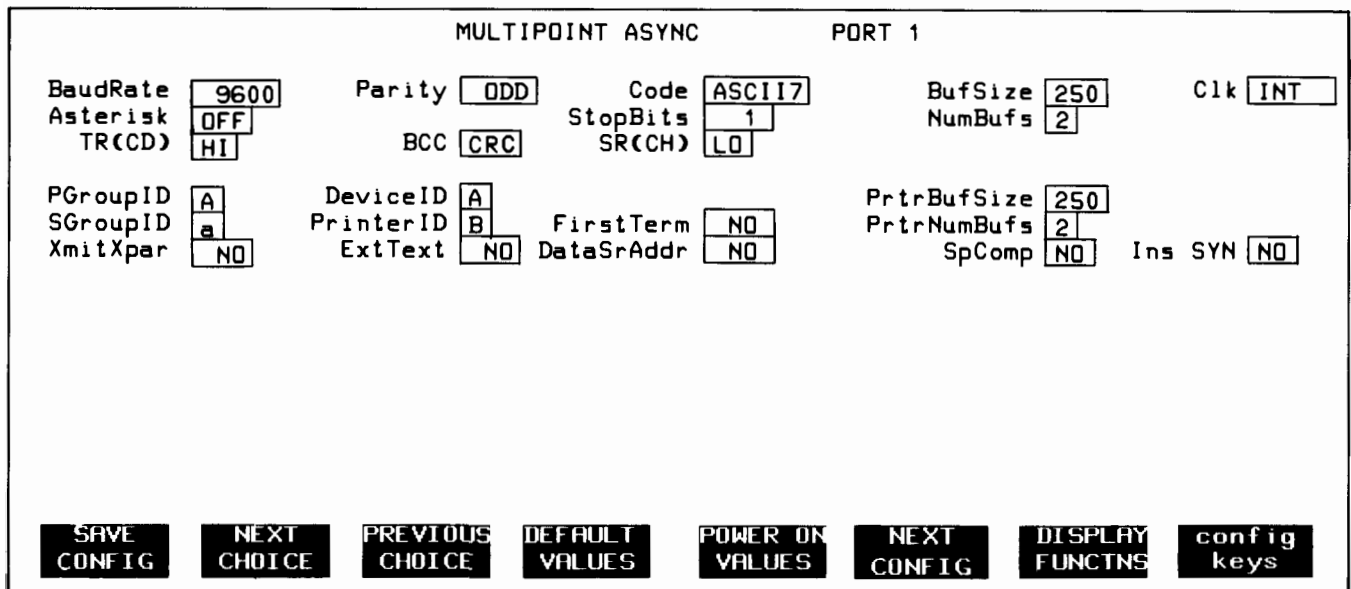 MULTIPOINT ASYNC PORT 1
BaudRate 9600 Parity ODD Code ASCII7 BufSize 250 Clk INT
Asterisk OFF StopBits 1 NumBufs 2
TR(CD) HI BCC CRC SR(CH) LO
PGroupID A DeviceID A PrtrBufSize 250
SGroupID a PrinterID B FirstTerm NO PrtrNumBufs 2
XmitXpar NO ExtText NO DataSrAddr NO SpComp NO Ins SYN NO
SAVE NEXT PREVIOUS DEFAULT POWER ON NEXT DISPLAY config
CONFIG CHOICE CHOICE VALUES VALUES CONFIG FUNCTNS keys